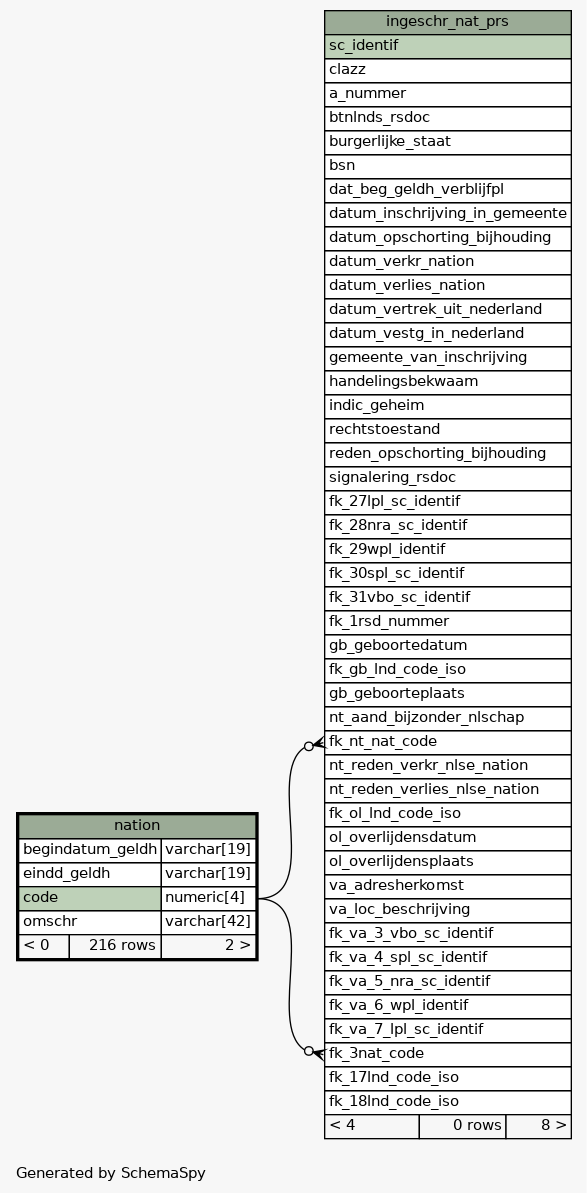 ingeschr_nat_prs
sc_identif
clazz
a_nummer
btnlnds_rsdoc
burgerlijke_staat
bsn
dat_beg_geldh_verblijfpl
datum_inschrijving_in_gemeente
datum_opschorting_bijhouding
datum_verkr_nation
datum_verlies_nation
datum_vertrek_uit_nederland
datum_vestg_in_nederland
gemeente_van_inschrijving
handelingsbekwaam
indic_geheim
rechtstoestand
reden_opschorting_bijhouding
signalering_rsdoc
fk_27lpl_sc_identif
fk_28nra_sc_identif
fk_29wpl_identif
fk_30spl_sc_identif
fk_31vbo_sc_identif
fk_1rsd_nummer
gb_geboortedatum
fk_gb_lnd_code_iso
gb_geboorteplaats
nt_aand_bijzonder_nlschap
fk_nt_nat_code
nt_reden_verkr_nlse_nation
nt_reden_verlies_nlse_nation
fk_ol_lnd_code_iso
ol_overlijdensdatum
ol_overlijdensplaats
va_adresherkomst
va_loc_beschrijving
fk_va_3_vbo_sc_identif
fk_va_4_spl_sc_identif
fk_va_5_nra_sc_identif
fk_va_6_wpl_identif
fk_va_7_lpl_sc_identif
fk_3nat_code
fk_17lnd_code_iso
fk_18lnd_code_iso
< 4 0 rows 8 >
nation
begindatum_geldh varchar[19]
eindd_geldh varchar[19]
code numeric[4]
omschr varchar[42]
< 0 216 rows 2 >
Generated by SchemaSpy